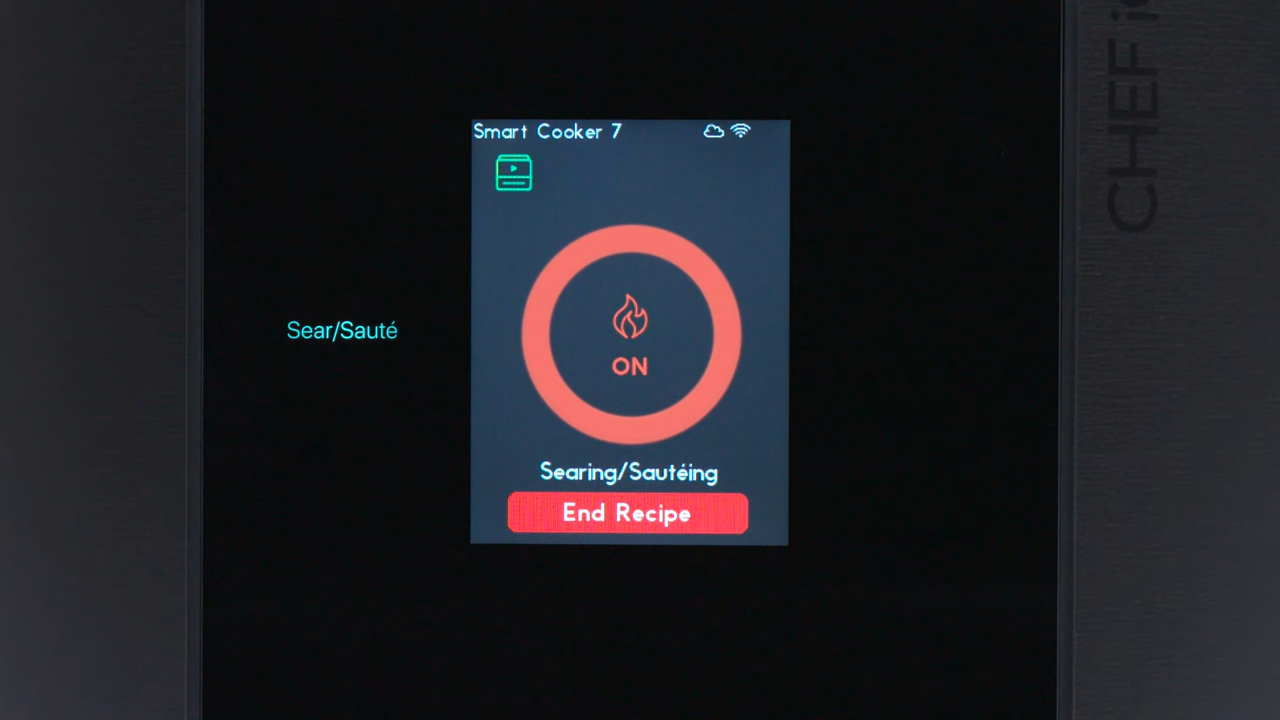 Smart Cooker 7
Sear/Sauté
ON
Searing/Sautéing
End Recipe
CHEF